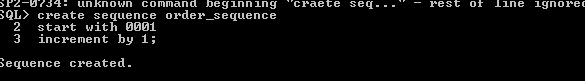 SP2-0734: unknown command beginning "craete seq..." - rest of line ignored
SQL> create sequence order_sequence
  2  start with 0001
  3  increment by 1;
Sequence created.